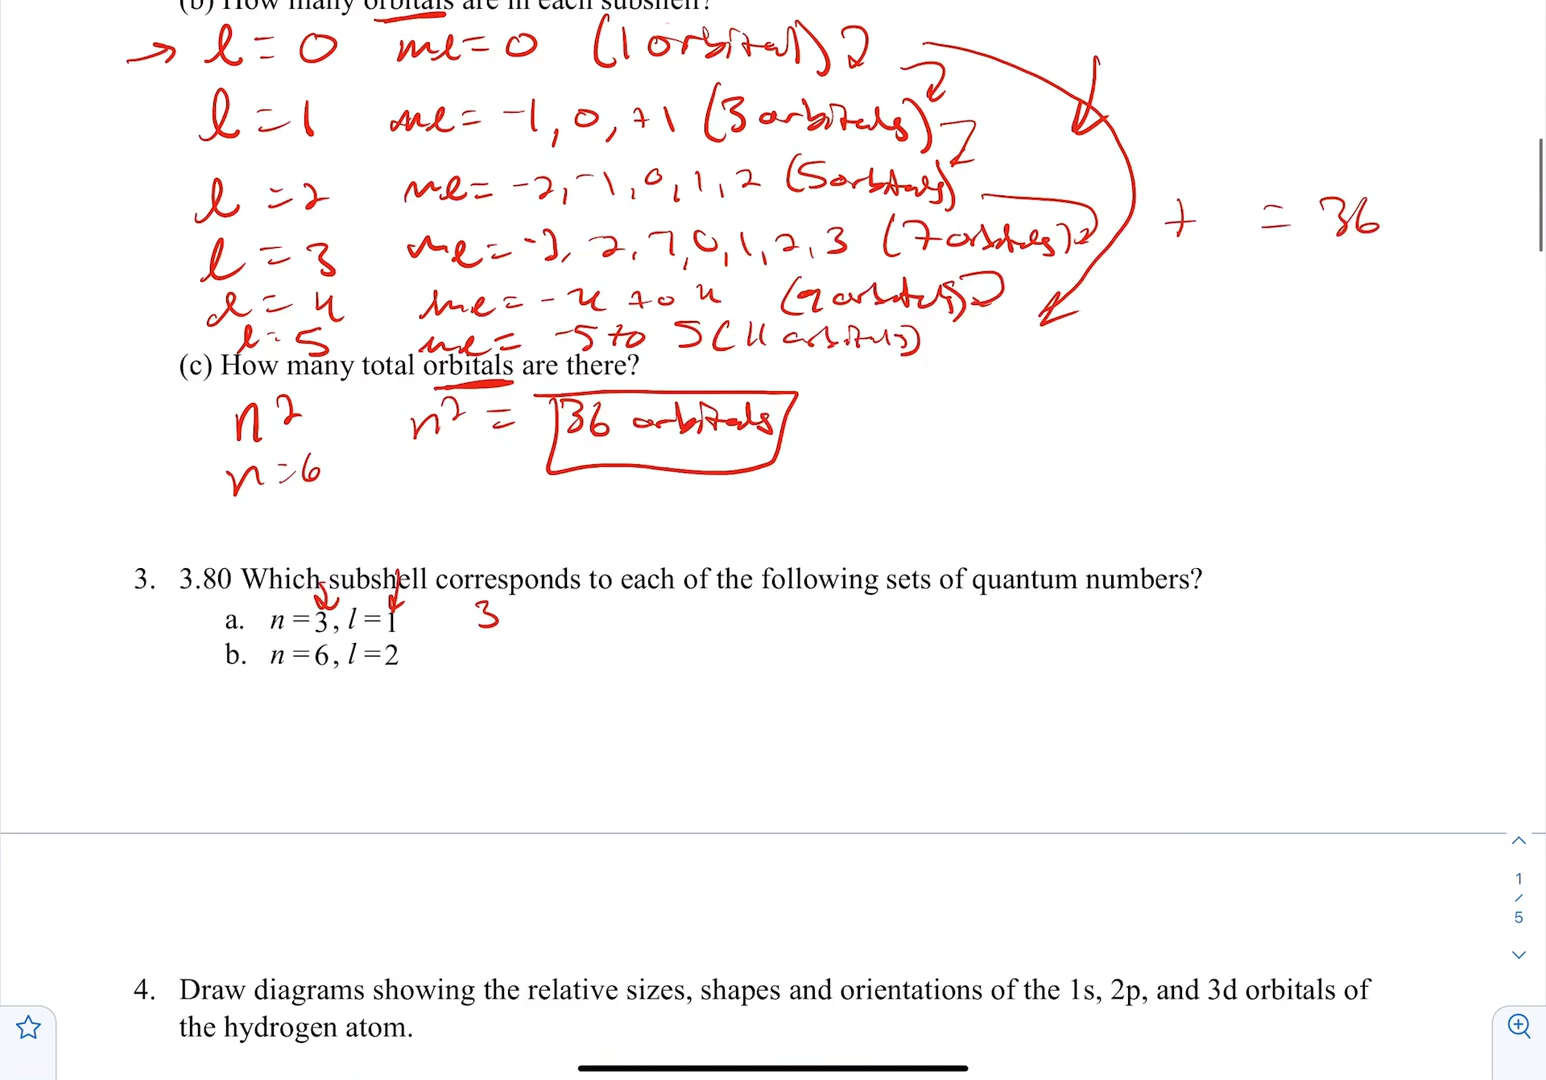 (b) How many orbitals are in each subshell?
→ l = 0 ml = 0 (1 orbital)
l = 1 ml = -1, 0, +1 (3 orbitals)
l = 2 ml = -2, -1, 0, 1, 2 (5 orbitals)
l = 3 ml = -3, 2, 1, 0, 1, 2, 3 (7 orbitals) + = 36
l = 4 ml = -4 to 4 (9 orbitals)
l = 5 ml = -5 to 5 (11 orbitals)
(c) How many total orbitals are there?
n² n² = 36 orbitals
n = 6
3. 3.80 Which subshell corresponds to each of the following sets of quantum numbers?
a. n = 3, l = 1 3
b. n = 6, l = 2
1
/
5
4. Draw diagrams showing the relative sizes, shapes and orientations of the 1s, 2p, and 3d orbitals of
the hydrogen atom.